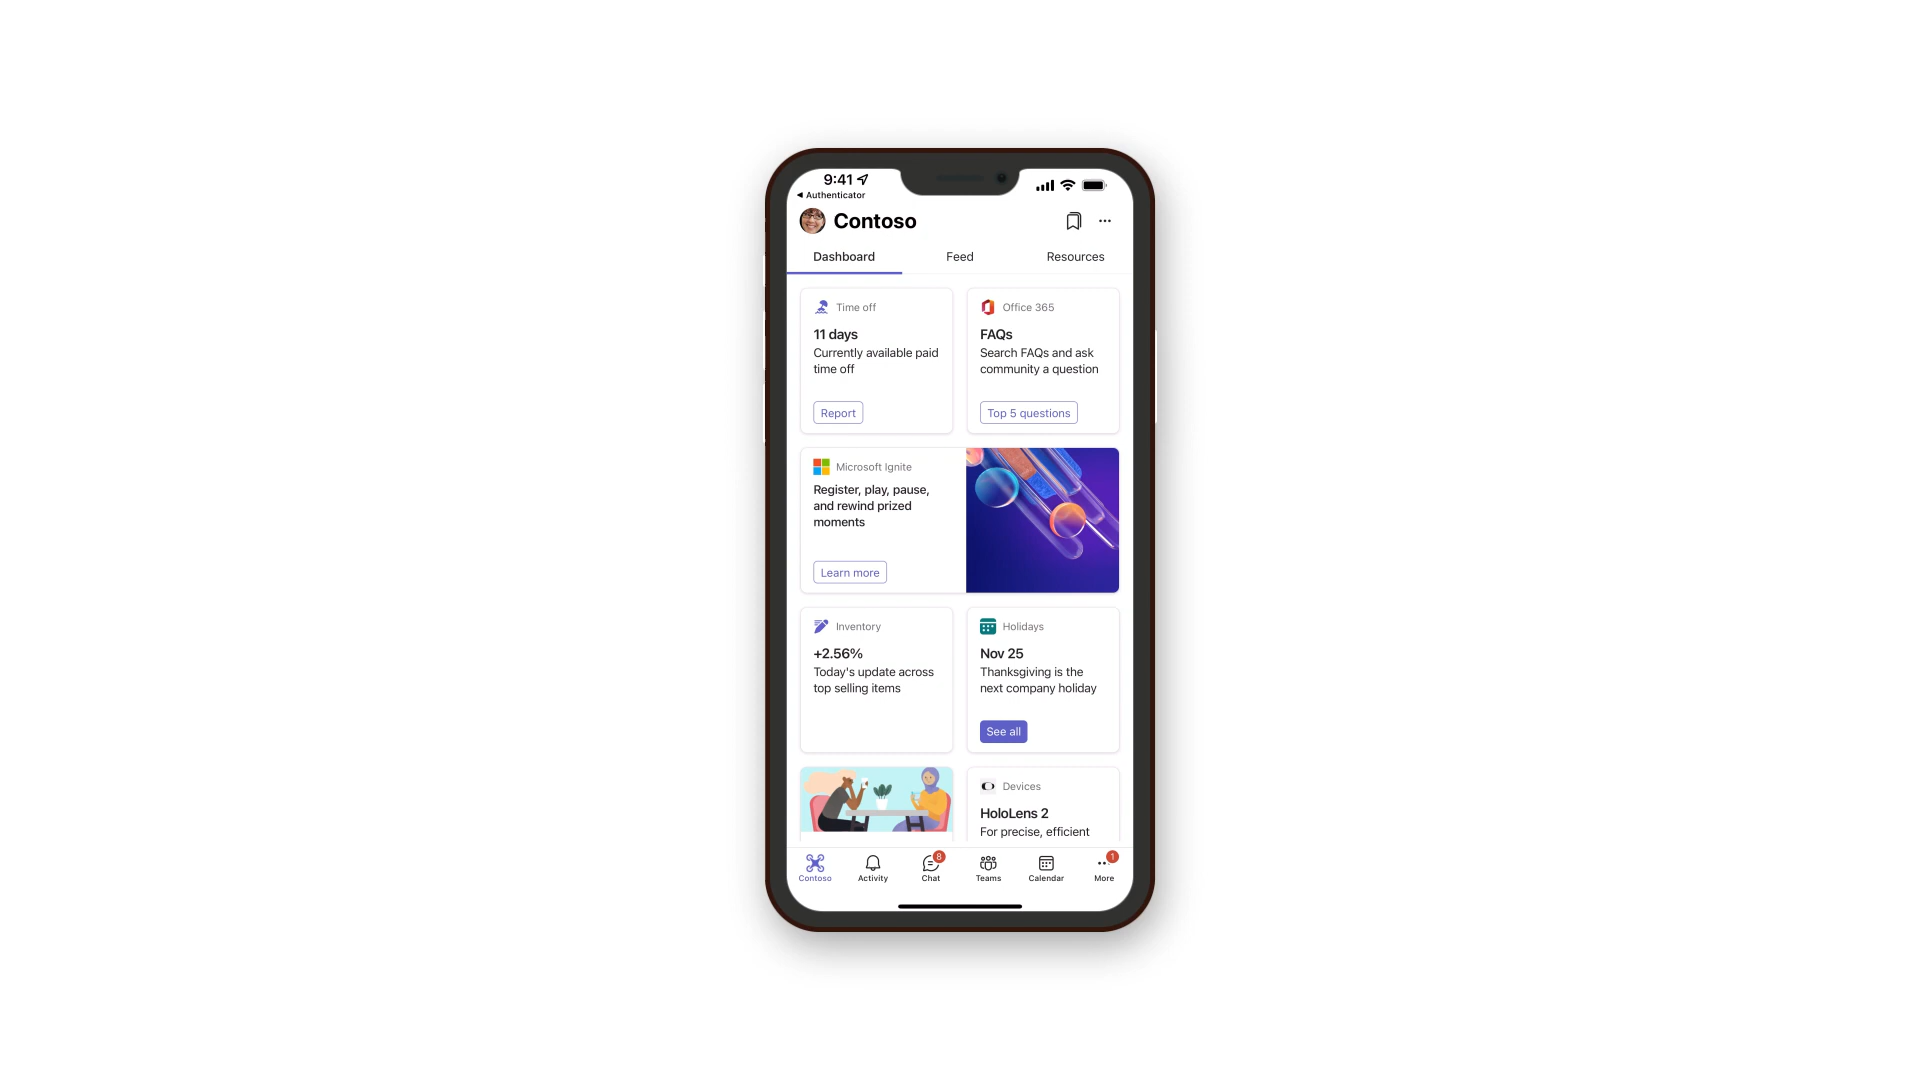 9:41
◀ Authenticator
Contoso
Dashboard
Feed
Resources
Time off
11 days
Currently available paid
time off
Report
Office 365
FAQs
Search FAQs and ask
community a question
Top 5 questions
Microsoft Ignite
Register, play, pause,
and rewind prized
moments
Learn more
Inventory
+2.56%
Today's update across
top selling items
Holidays
Nov 25
Thanksgiving is the
next company holiday
See all
Devices
HoloLens 2
For precise, efficient
Contoso
Activity
8
Chat
Teams
Calendar
1
More